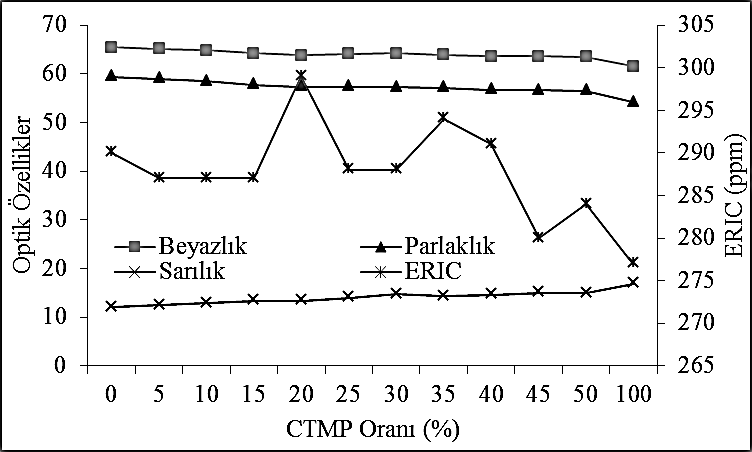 70
60
50
40
30
20
10
0
Optik Özellikler
305
300
295
290
285
280
275
270
265
ERIC (ppm)
Beyazlık
Parlaklık
Sarılık
ERIC
0 5 10 15 20 25 30 35 40 45 50 100
CTMP Oranı (%)